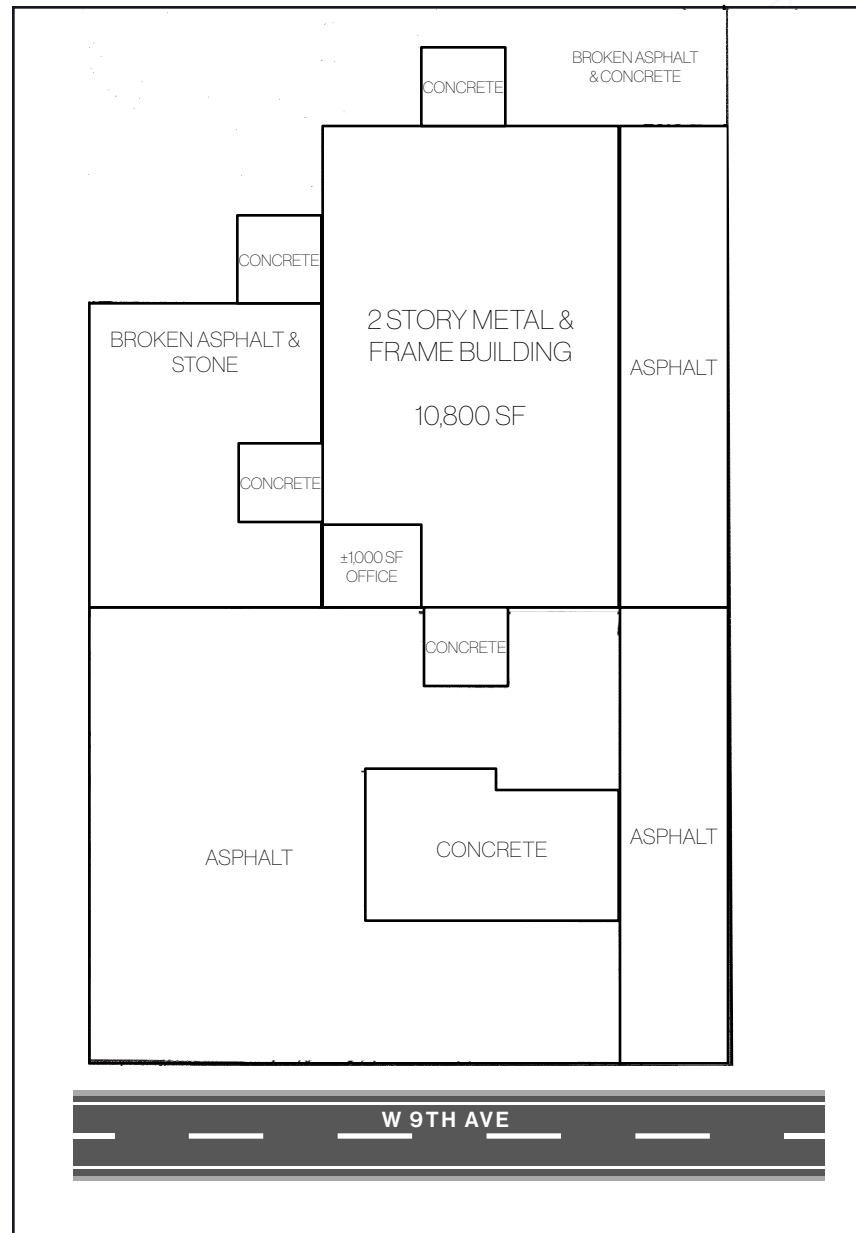 BROKEN ASPHALT
& CONCRETE
CONCRETE
CONCRETE
2 STORY METAL &
FRAME BUILDING
10,800 SF
BROKEN ASPHALT &
STONE
ASPHALT
CONCRETE
±1,000 SF
OFFICE
CONCRETE
ASPHALT
CONCRETE
ASPHALT
W 9TH AVE